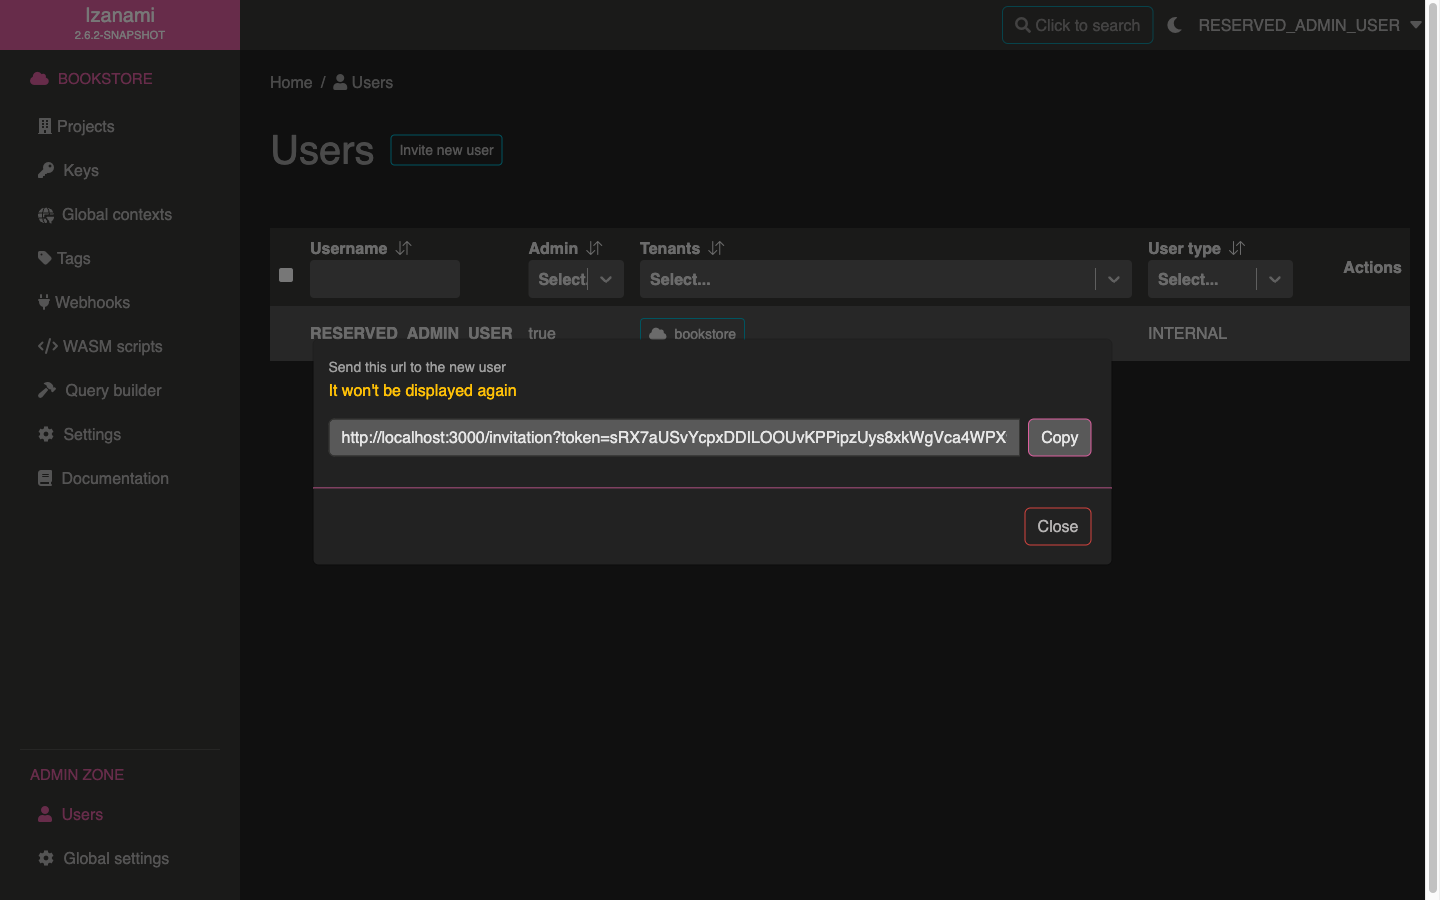 Izanami
2.6.2-SNAPSHOT
Click to search
RESERVED_ADMIN_USER
BOOKSTORE
Projects
Keys
Global contexts
Tags
Webhooks
WASM scripts
Query builder
Settings
Documentation
ADMIN ZONE
Users
Global settings
Home / Users
Users
Invite new user
Username
Admin
Tenants
User type
Actions
Select
Select...
Select...
RESERVED_ADMIN_USER
true
bookstore
INTERNAL
Send this url to the new user
It won't be displayed again
http://localhost:3000/invitation?token=sRX7aUSvYcpxDDILOOUvKPPipzUys8xkWgVca4WPX
Copy
Close